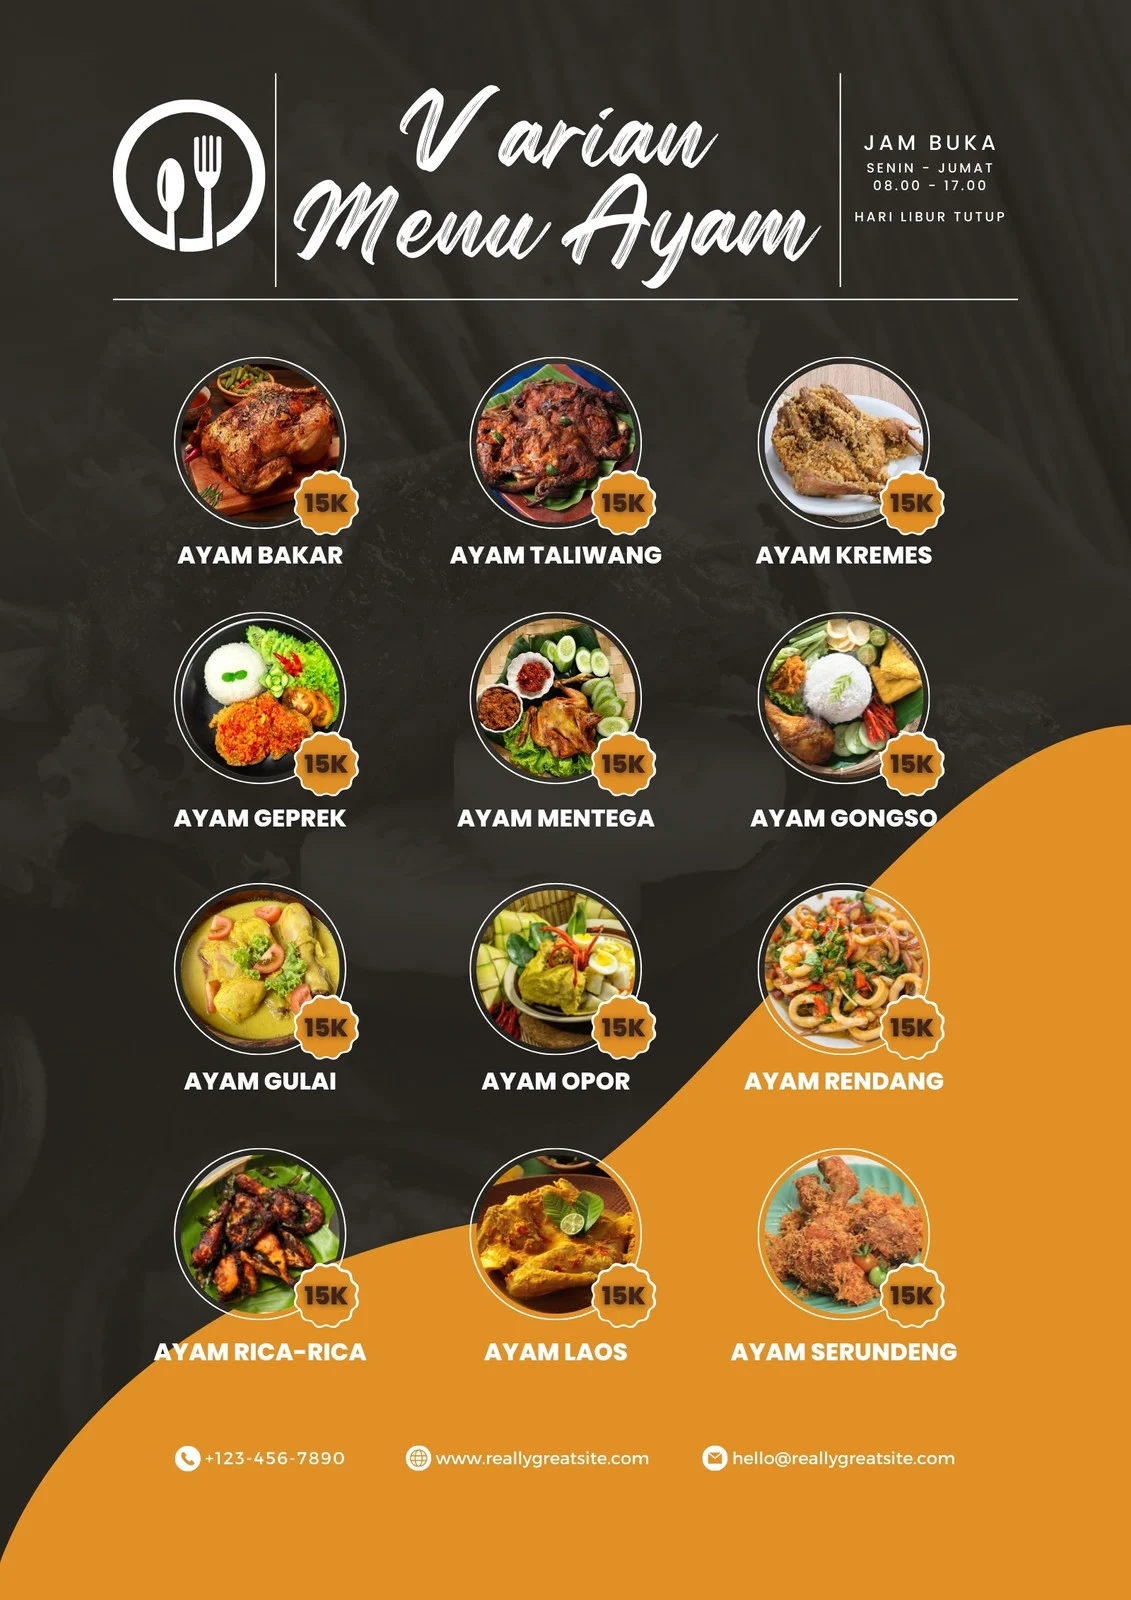 Varian
Menu Ayam
JAM BUKA
SENIN - JUMAT
08.00 - 17.00
HARI LIBUR TUTUP
15K
15K
15K
AYAM BAKAR
AYAM TALIWANG
AYAM KREMES
15K
15K
15K
AYAM GEPREK
AYAM MENTEGA
AYAM GONGSO
15K
15K
15K
AYAM GULAI
AYAM OPOR
AYAM RENDANG
15K
15K
15K
AYAM RICA-RICA
AYAM LAOS
AYAM SERUNDENG
+123-456-7890
www.reallygreatsite.com
hello@reallygreatsite.com